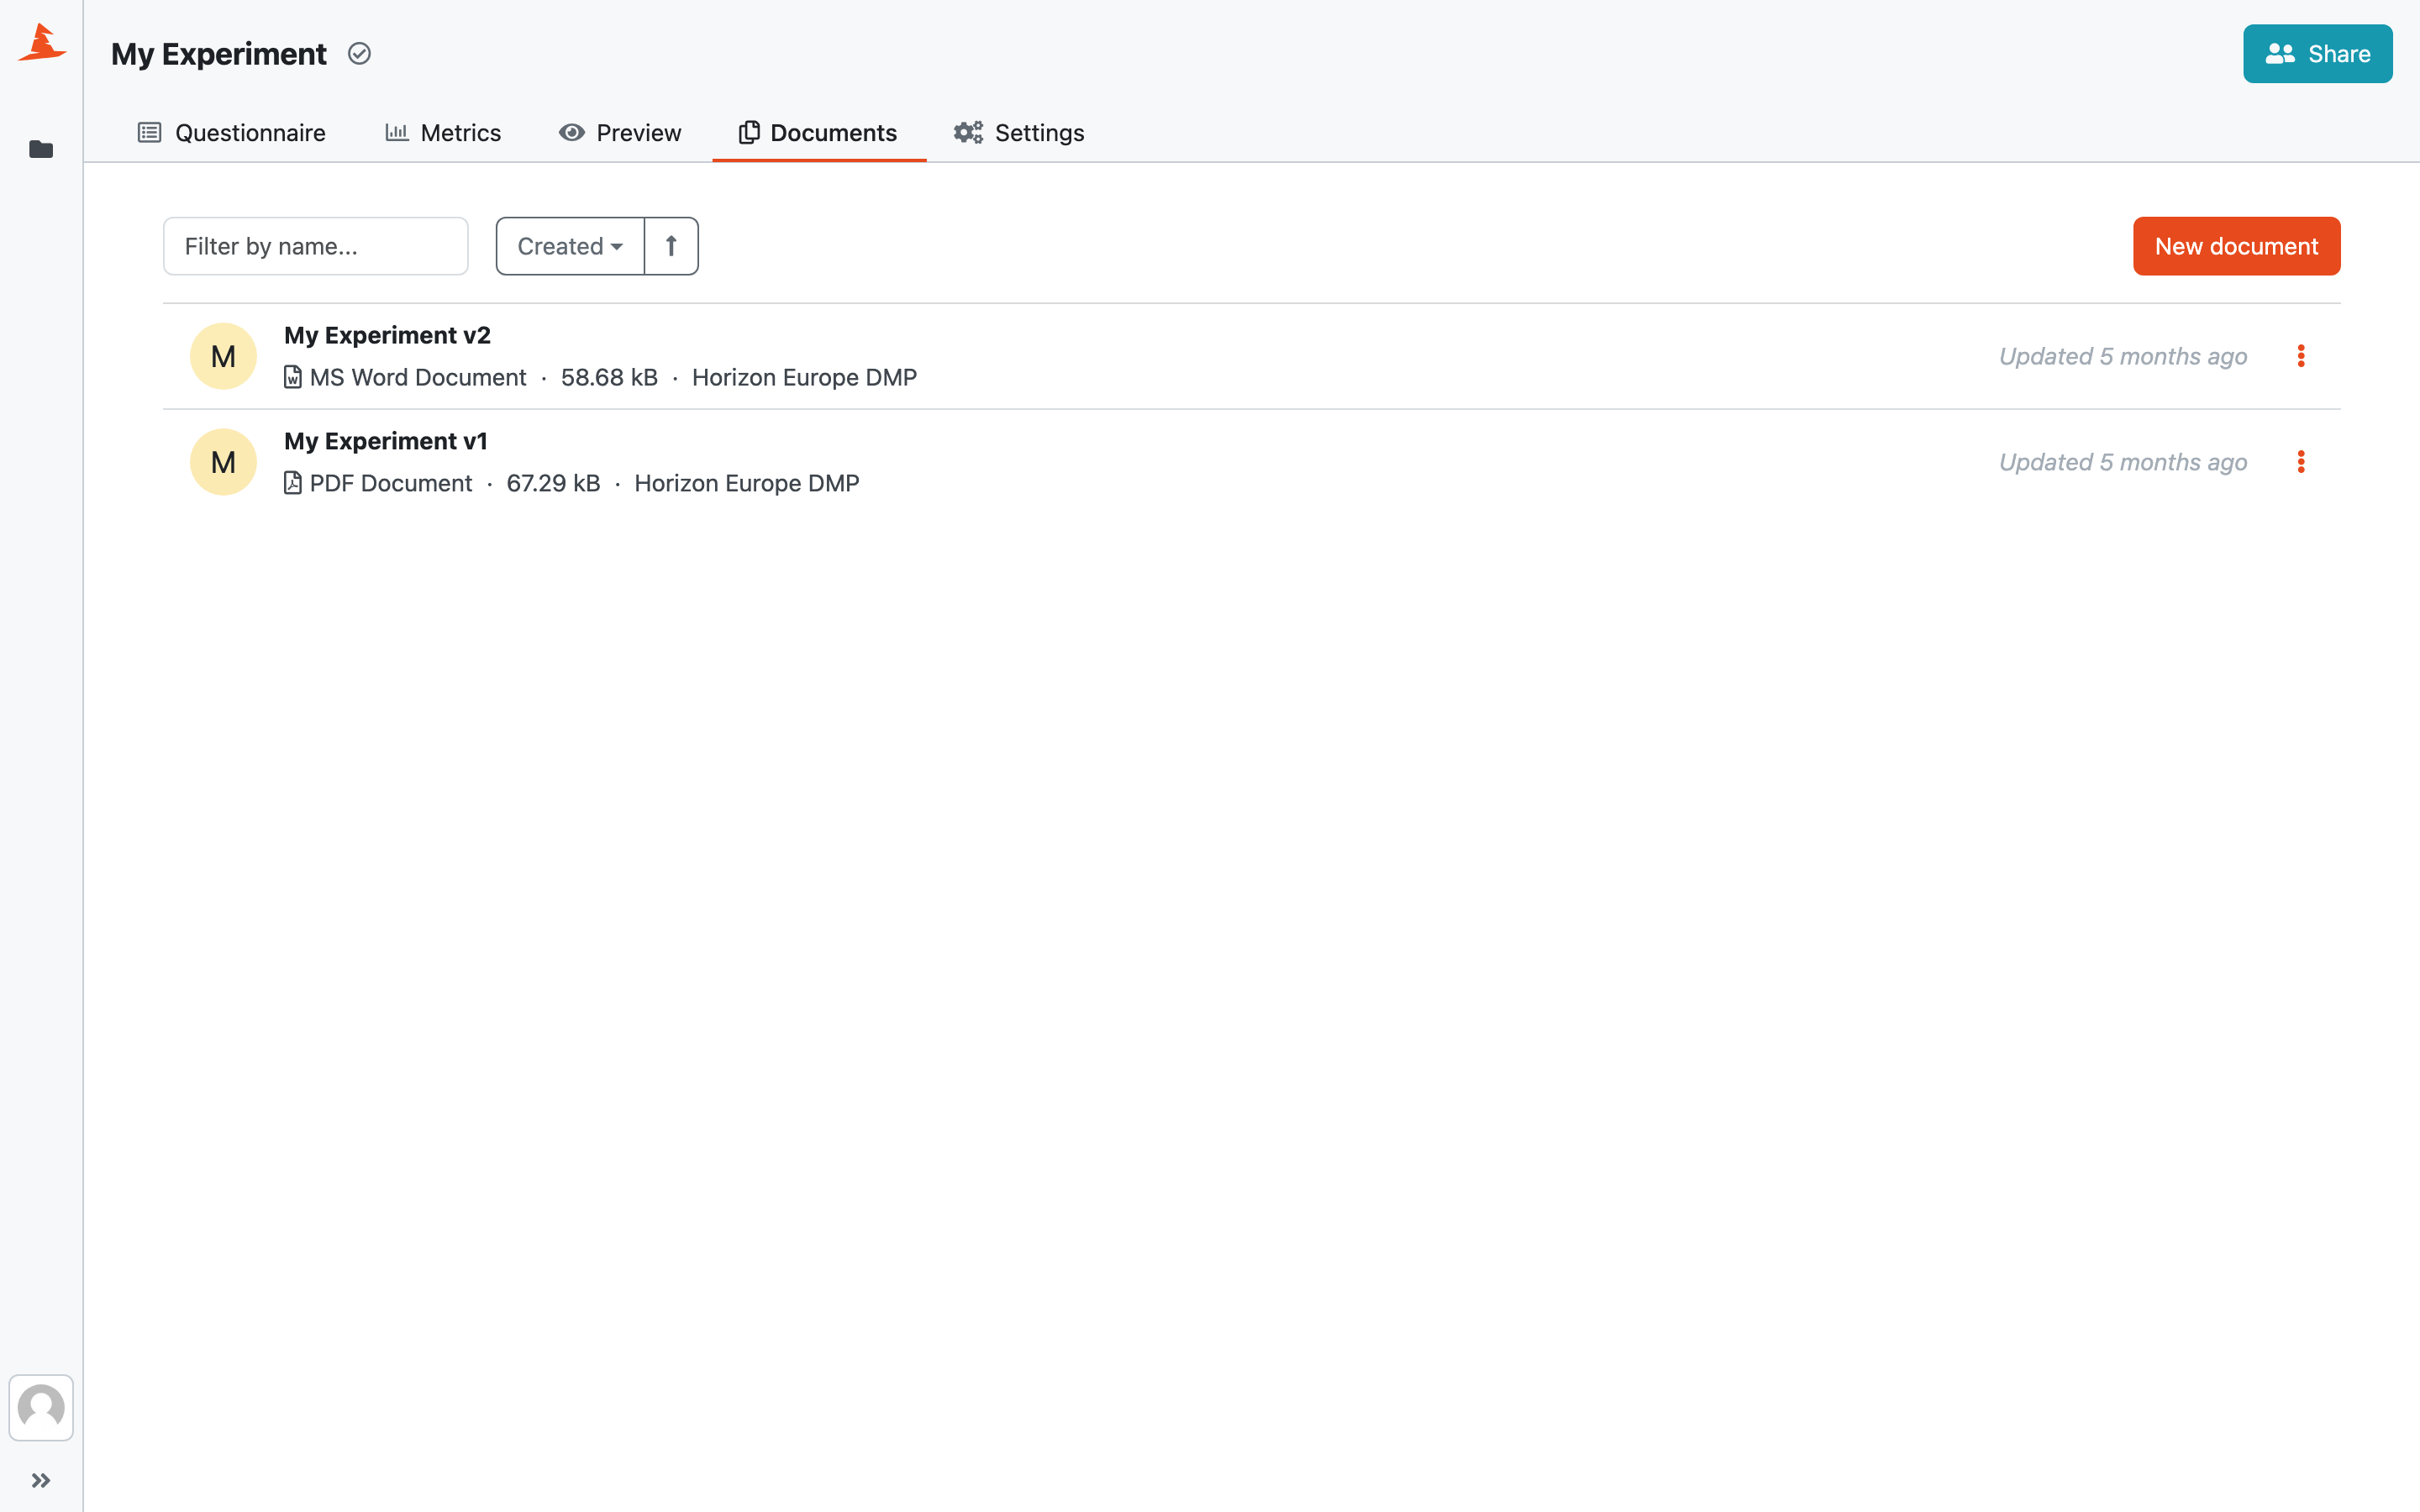 My Experiment
Share
Questionnaire Metrics Preview Documents Settings
Filter by name... Created New document
M
My Experiment v2
MS Word Document · 58.68 kB · Horizon Europe DMP
Updated 5 months ago
M
My Experiment v1
PDF Document · 67.29 kB · Horizon Europe DMP
Updated 5 months ago